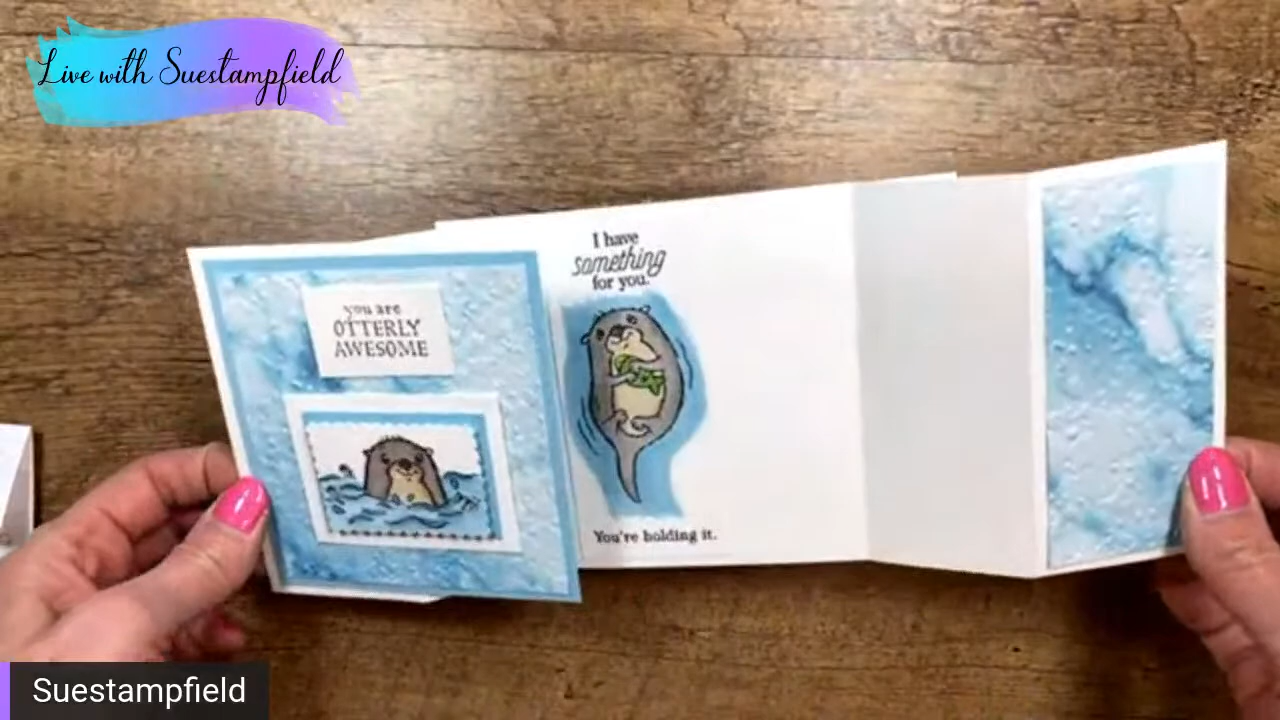 Live with Suestampfield
you are
OTTERLY
AWESOME
I have
something
for you.
You're holding it.
Suestampfield